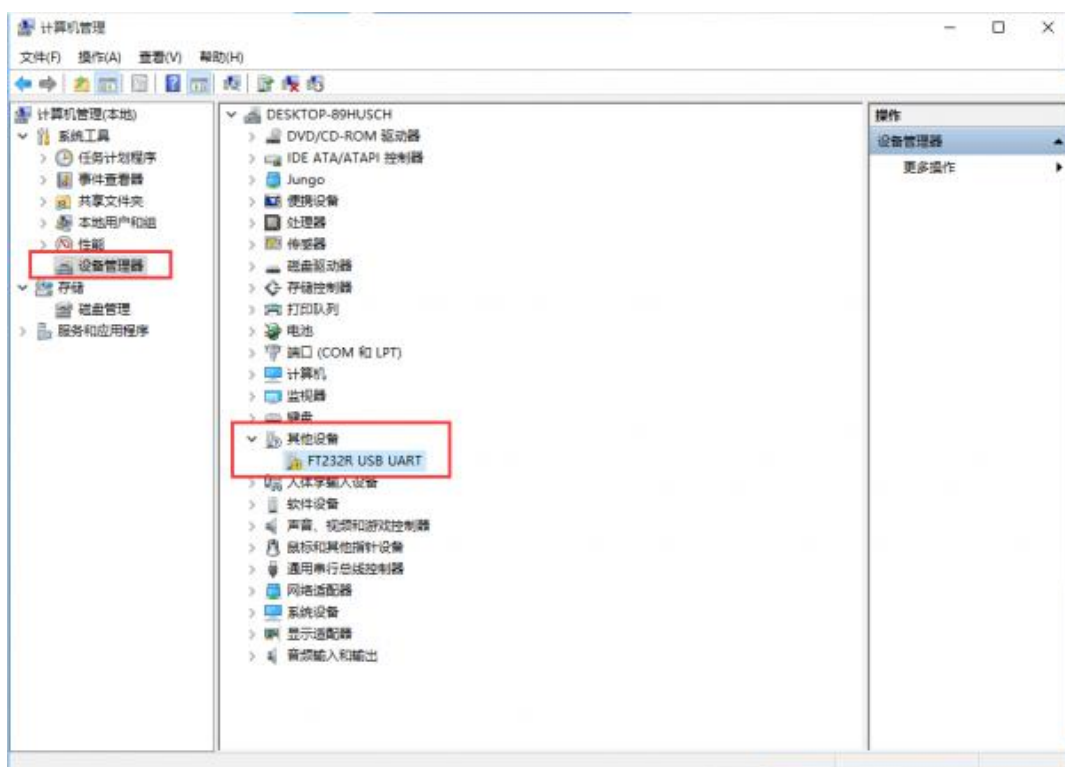 计算机管理
文件(F) 操作(A) 查看(V) 帮助(H)
计算机管理(本地)
系统工具
任务计划程序
事件查看器
共享文件夹
本地用户和组
性能
设备管理器
存储
磁盘管理
服务和应用程序
DESKTOP-89HUSCH
DVD/CD-ROM 驱动器
IDE ATA/ATAPI 控制器
Jungo
便携设备
处理器
传感器
磁盘驱动器
存储控制器
打印队列
电池
端口 (COM 和 LPT)
计算机
监视器
键盘
其他设备
FT232R USB UART
人体学输入设备
软件设备
声音、视频和游戏控制器
鼠标和其他指针设备
通用串行总线控制器
网络适配器
系统设备
显示适配器
音频输入和输出
操作
设备管理器
更多操作